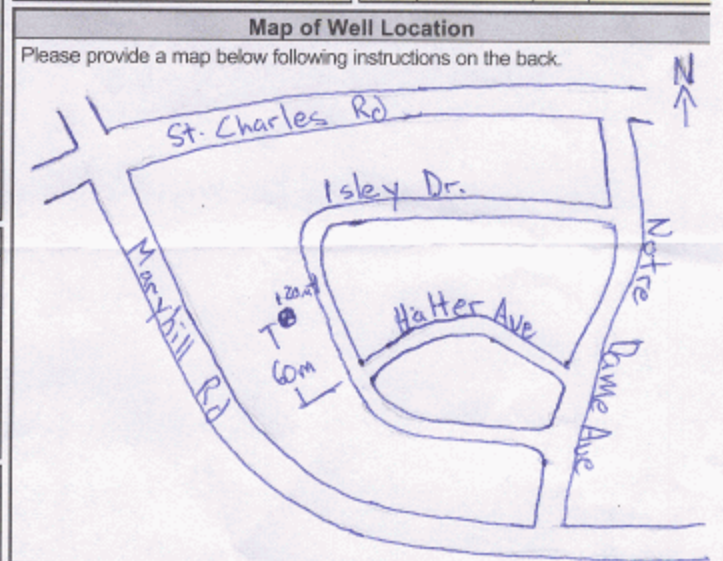 Map of Well Location
Please provide a map below following instructions on the back.
N
St. Charles Rd
Isley Dr.
Notre Dame Ave
Maryhill Rd
Halter Ave
T
60m